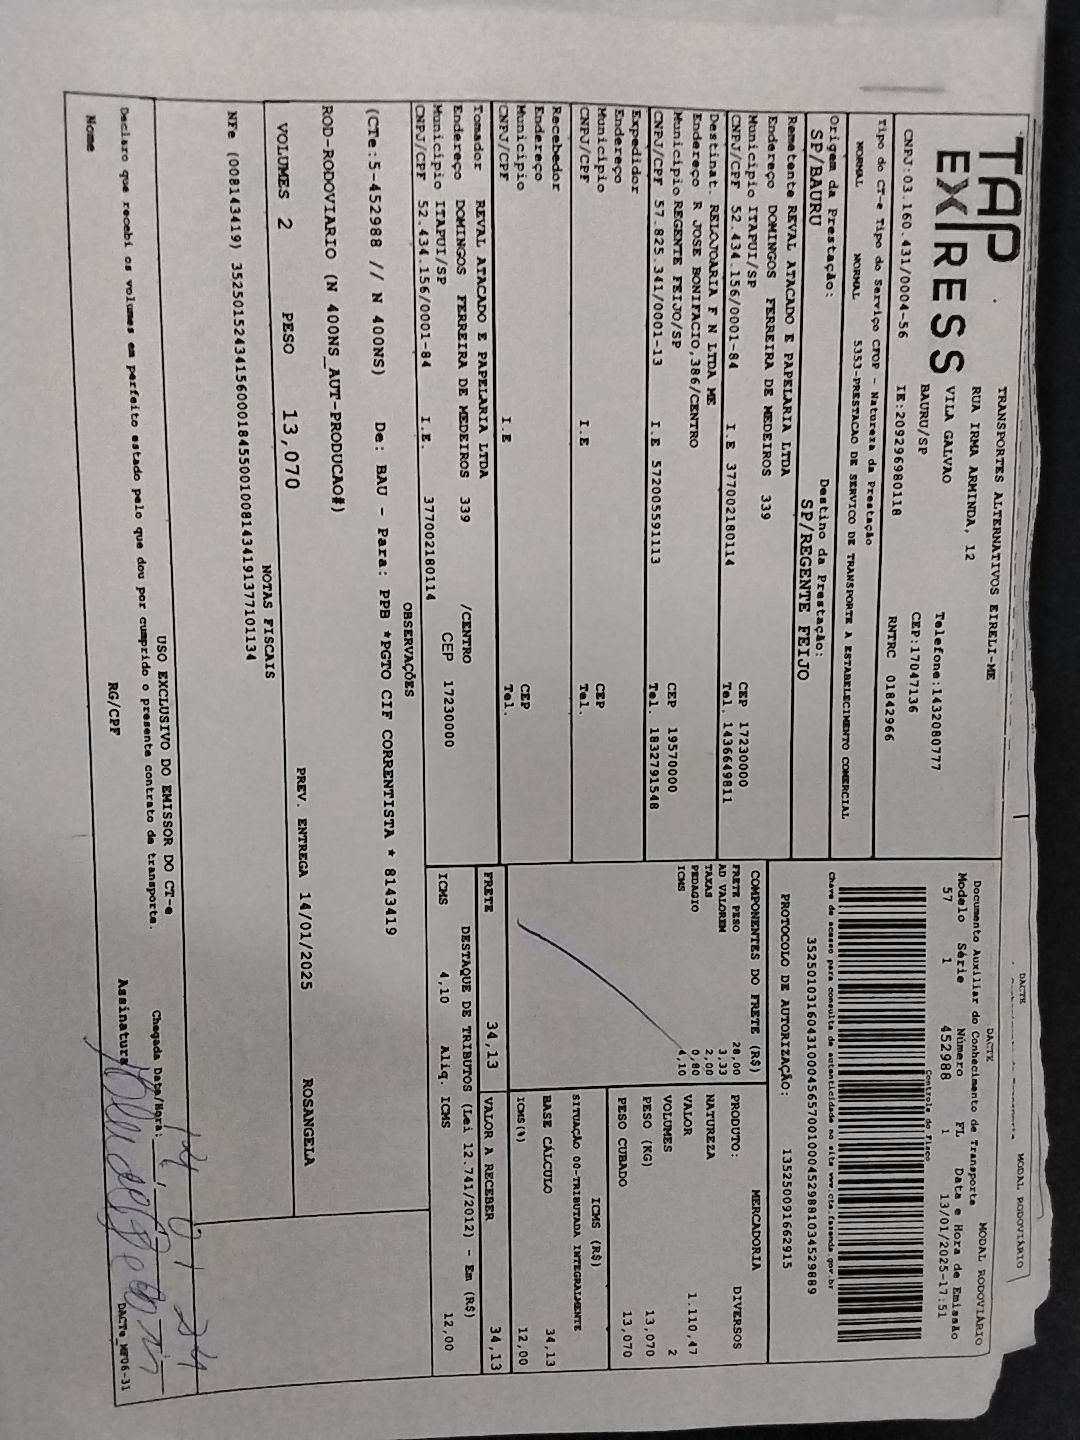 TAP
EXPRESS
TRANSPORTES ALTERNATIVOS EIRELI-ME
RUA IRMA ARMINDA, 12
VILA GALVAO
BAURU/SP
Telefone:1432080777
CEP:17047136
CNPJ:03.160.431/0004-56 IE:209296980118 RNTRC 01842966
Tipo do CT-e Tipo do Serviço CFOP - Natureza da Prestação
NORMAL NORMAL 5353-PRESTACAO DE SERVICO DE TRANSPORTE A ESTABELECIMENTO COMERCIAL
Origem da Prestação: Destino da Prestação:
SP/BAURU SP/REGENTE FEIJO
Remetente REVAL ATACADO E PAPELARIA LTDA
Endereço DOMINGOS FERREIRA DE MEDEIROS 339
Município ITAPUI/SP CEP 17230000
CNPJ/CPF 52.434.156/0001-84 I.E 377002180114 Tel. 1436649811
Destinat. RELOJOARIA F N LTDA ME
Endereço R JOSE BONIFACIO,386/CENTRO
Município REGENTE FEIJO/SP CEP 19570000
CNPJ/CPF 57.825.341/0001-13 I.E 572005591113 Tel. 1832791548
Expedidor
Endereço
Município CEP
CNPJ/CPF I.E Tel.
Recebedor
Endereço
Município CEP
CNPJ/CPF I.E Tel.
Tomador REVAL ATACADO E PAPELARIA LTDA
Endereço DOMINGOS FERREIRA DE MEDEIROS 339 /CENTRO
Município ITAPUI/SP CEP 17230000
CNPJ/CPF 52.434.156/0001-84 I.E. 377002180114
DACTE
MODAL RODOVIÁRIO
DACTE MODAL RODOVIÁRIO
Documento Auxiliar do Conhecimento de Transporte
Modelo Série Número FL Data e Hora de Emissão
57 1 452988 1 13/01/2025-17:51
Controle do Fisco
Chave de acesso para consulta de autenticidade no site www.cte.fazenda.gov.br
35250103160431000456570010004529881034529889
PROTOCOLO DE AUTORIZAÇÃO: 135250091662915
COMPONENTES DO FRETE (R$)
FRETE PESO 28,00
AD VALOREM 3,33
TAXAS 2,00
PEDAGIO 0,80
ICMS 4,10
MERCADORIA
PRODUTO: DIVERSOS
NATUREZA
VALOR 1.110,47
VOLUMES 2
PESO (KG) 13,070
PESO CUBADO 13,070
ICMS (R$)
SITUAÇÃO 00-TRIBUTADA INTEGRALMENTE
BASE CÁLCULO 34,13
ICMS(%) 12,00
FRETE 34,13 VALOR A RECEBER 34,13
DESTAQUE DE TRIBUTOS (Lei 12.741/2012) - Em (R$)
ICMS 4,10 Aliq. ICMS 12,00
OBSERVAÇÕES
(CTe:5-452988 // N 400NS) De: BAU - Para: PPB *PGTO CIF CORRENTISTA * 8143419
ROD-RODOVIARIO (N 400NS_AUT-PRODUCAO#)
VOLUMES 2 PESO 13,070 PREV. ENTREGA 14/01/2025 ROSANGELA
NOTAS FISCAIS
NFe (008143419) 35250152434156000184550010081434191377101134
USO EXCLUSIVO DO EMISSOR DO CT-e
Declaro que recebi os volumes em perfeito estado pelo que dou por cumprido o presente contrato de transporte.
Chegada Data/Hora:
Nome RG/CPF Assinatura
DACTe_MF06-31